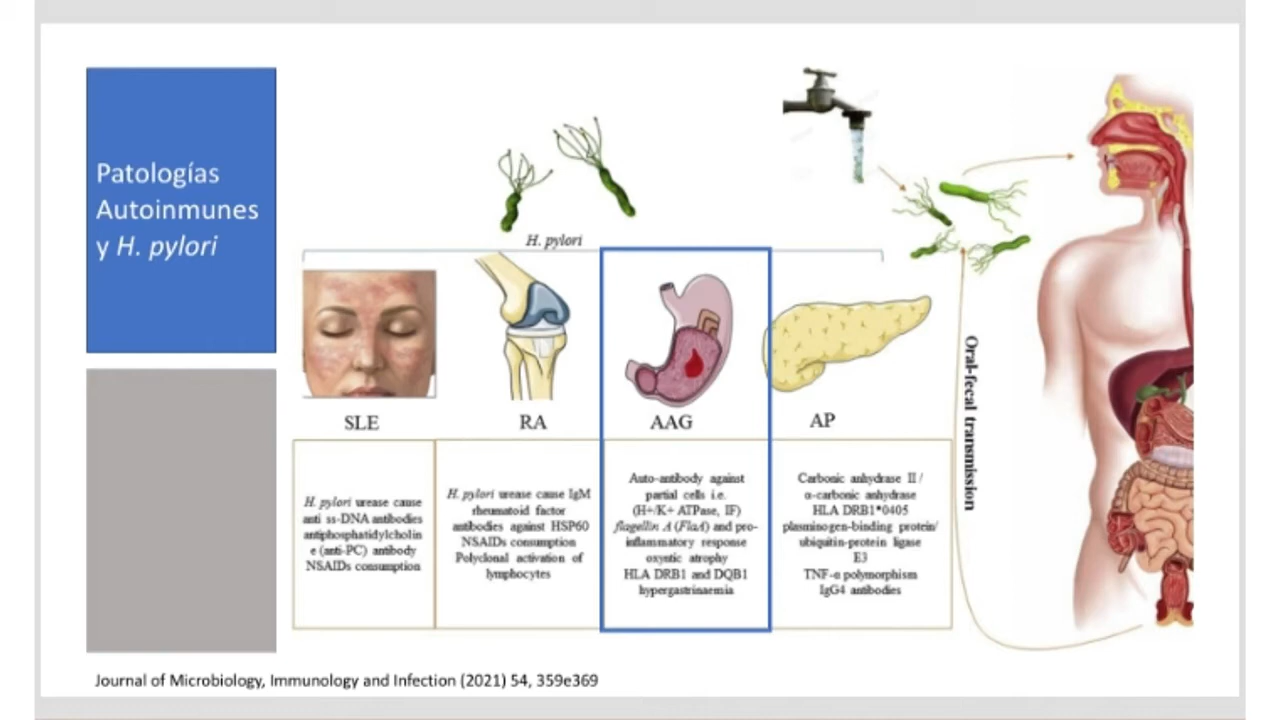 Patologías
Autoinmunes
y H. pylori
H. pylori
SLE
RA
AAG
AP
H. pylori urease cause
anti ss-DNA antibodies
antiphosphatidylcholin
e (anti-PC) antibody
NSAIDs consumption
H. pylori urease cause IgM
rheumatoid factor
antibodies against HSP60
NSAIDs consumption
Polyclonal activation of
lymphocytes
Auto-antibody against
partial cells i.e.
(H+/K+ ATPase, IF)
flagellin A (FlaA) and pro-
inflammatory response
oxyntic atrophy
HLA DRB1 and DQB1
hypergastrinaemia
Carbonic anhydrase II /
α-carbonic anhydrase
HLA DRB1*0405
plasminogen-binding protein/
ubiquitin-protein ligase
E3
TNF-α polymorphism
IgG4 antibodies
Oral-fecal transmission
Journal of Microbiology, Immunology and Infection (2021) 54, 359e369